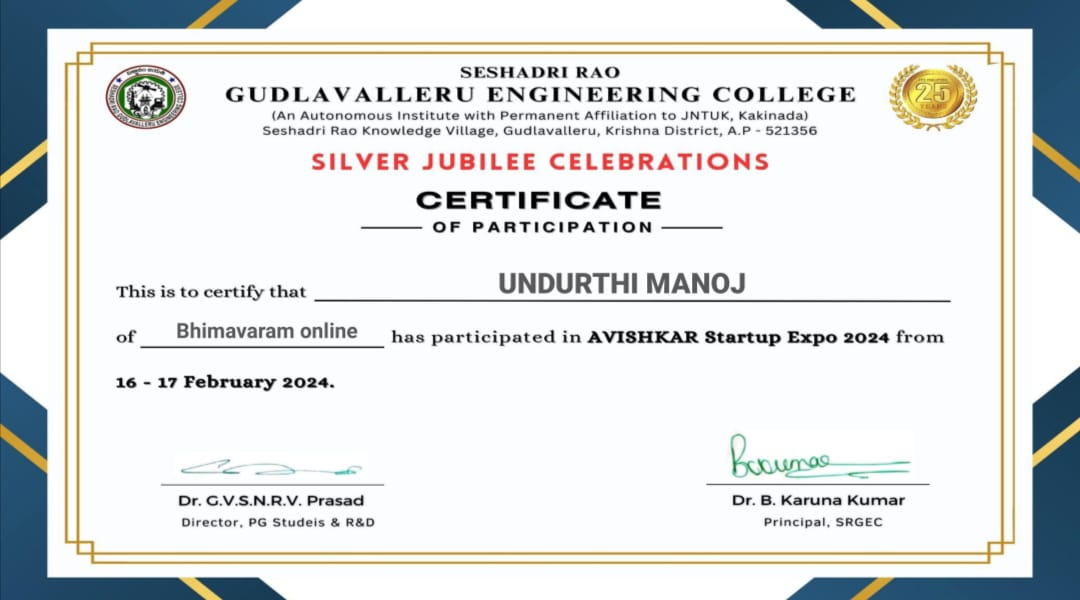 SESHADRI RAO
GUDLAVALLERU ENGINEERING COLLEGE
(An Autonomous Institute with Permanent Affiliation to JNTUK, Kakinada)
Seshadri Rao Knowledge Village, Gudlavalleru, Krishna District, A.P - 521356
SILVER JUBILEE CELEBRATIONS
CERTIFICATE
OF PARTICIPATION
25
YEARS
This is to certify that UNDURTHI MANOJ
of Bhimavaram online has participated in AVISHKAR Startup Expo 2024 from
16 - 17 February 2024.
Dr. G.V.S.N.R.V. Prasad
Director, PG Studeis & R&D
Dr. B. Karuna Kumar
Principal, SRGEC